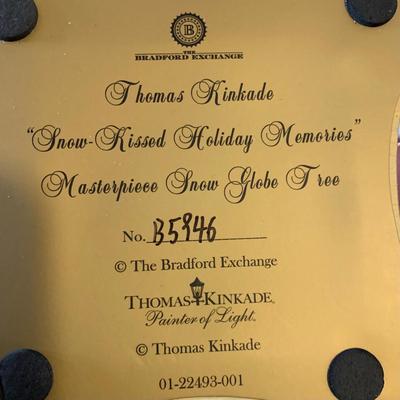 B
THE
BRADFORD EXCHANGE
Thomas Kinkade
"Snow-Kissed Holiday Memories"
Masterpiece Snow Globe Tree
No. B5946
© The Bradford Exchange
THOMAS KINKADE®
Painter of Light™
© Thomas Kinkade
01-22493-001